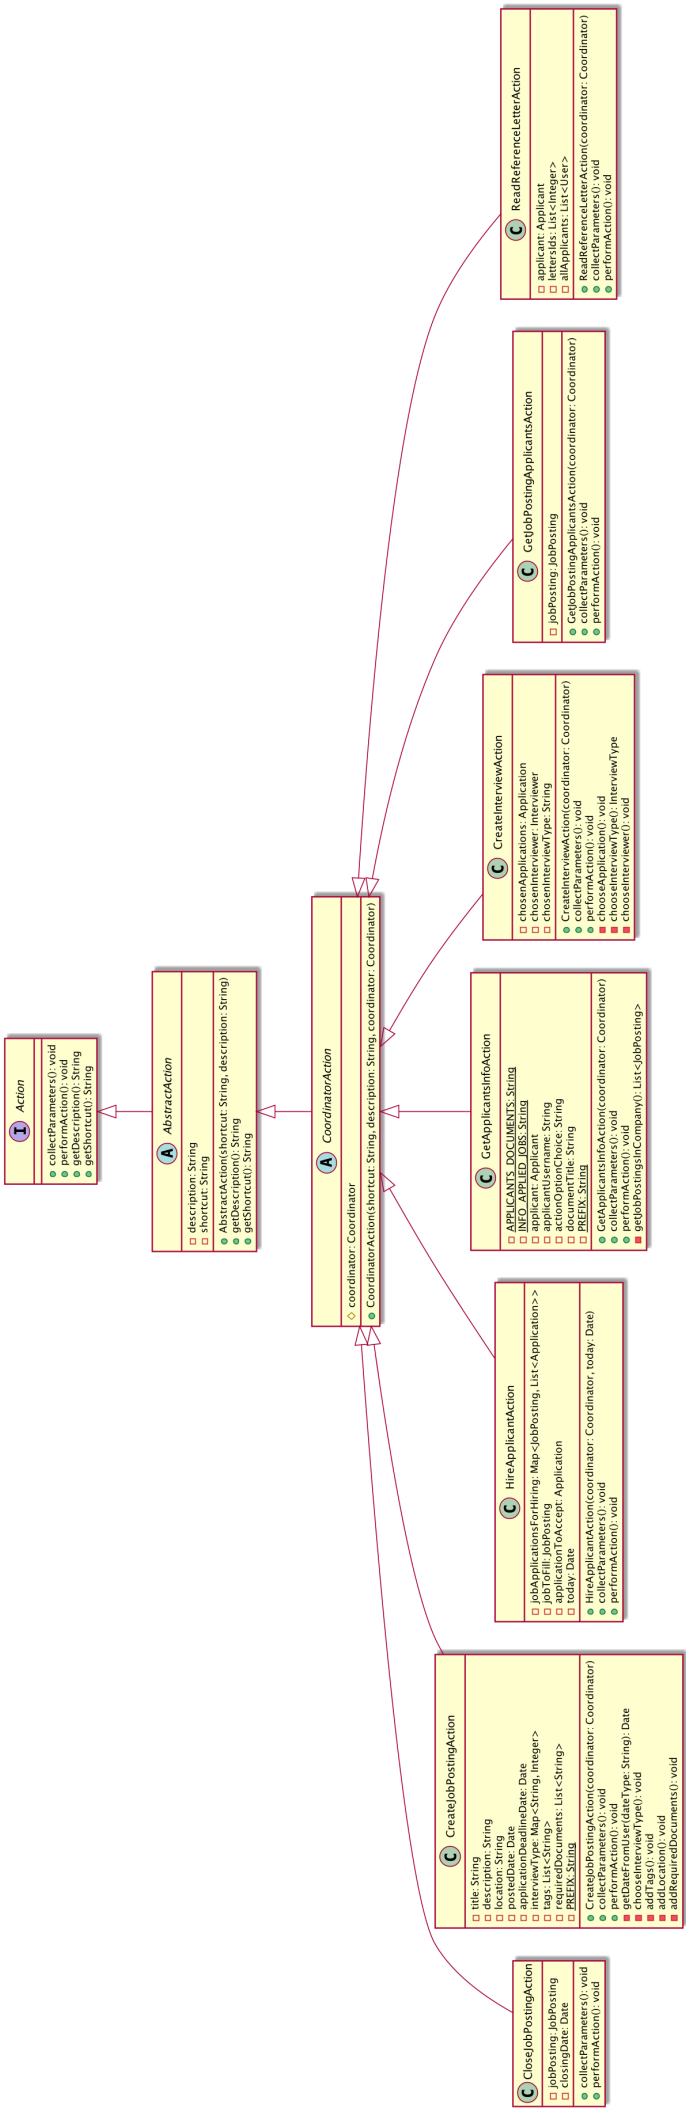 I Action
collectParameters(): void
performAction(): void
getDescription(): String
getShortcut(): String
A AbstractAction
description: String
shortcut: String
AbstractAction(shortcut: String, description: String)
getDescription(): String
getShortcut(): String
A CoordinatorAction
coordinator: Coordinator
CoordinatorAction(shortcut: String, description: String, coordinator: Coordinator)
C CloseJobPostingAction
jobPosting: JobPosting
closingDate: Date
collectParameters(): void
performAction(): void
C CreateJobPostingAction
title: String
description: String
location: String
postedDate: Date
applicationDeadlineDate: Date
interviewType: Map<String, Integer>
tags: List<String>
requiredDocuments: List<String>
PREFIX: String
CreateJobPostingAction(coordinator: Coordinator)
collectParameters(): void
performAction(): void
getDateFromUser(dateType: String): Date
chooseInterviewType(): void
addTags(): void
addLocation(): void
addRequiredDocuments(): void
C HireApplicantAction
jobApplicationsForHiring: Map<JobPosting, List<Application>>
jobToFill: JobPosting
applicationToAccept: Application
today: Date
HireApplicantAction(coordinator: Coordinator, today: Date)
collectParameters(): void
performAction(): void
C GetApplicantsInfoAction
APPLICANTS_DOCUMENTS: String
INFO_APPLIED_JOBS: String
applicant: Applicant
applicantUsername: String
actionOptionChoice: String
documentTitle: String
PREFIX: String
GetApplicantsInfoAction(coordinator: Coordinator)
collectParameters(): void
performAction(): void
getJobPostingsInCompany(): List<JobPosting>
C CreateInterviewAction
chosenApplications: Application
chosenInterviewer: Interviewer
chosenInterviewType: String
CreateInterviewAction(coordinator: Coordinator)
collectParameters(): void
performAction(): void
chooseApplication(): void
chooseInterviewType(): InterviewType
chooseInterviewer(): void
C GetJobPostingApplicantsAction
jobPosting: JobPosting
GetJobPostingApplicantsAction(coordinator: Coordinator)
collectParameters(): void
performAction(): void
C ReadReferenceLetterAction
applicant: Applicant
lettersIds: List<Integer>
allApplicants: List<User>
ReadReferenceLetterAction(coordinator: Coordinator)
collectParameters(): void
performAction(): void